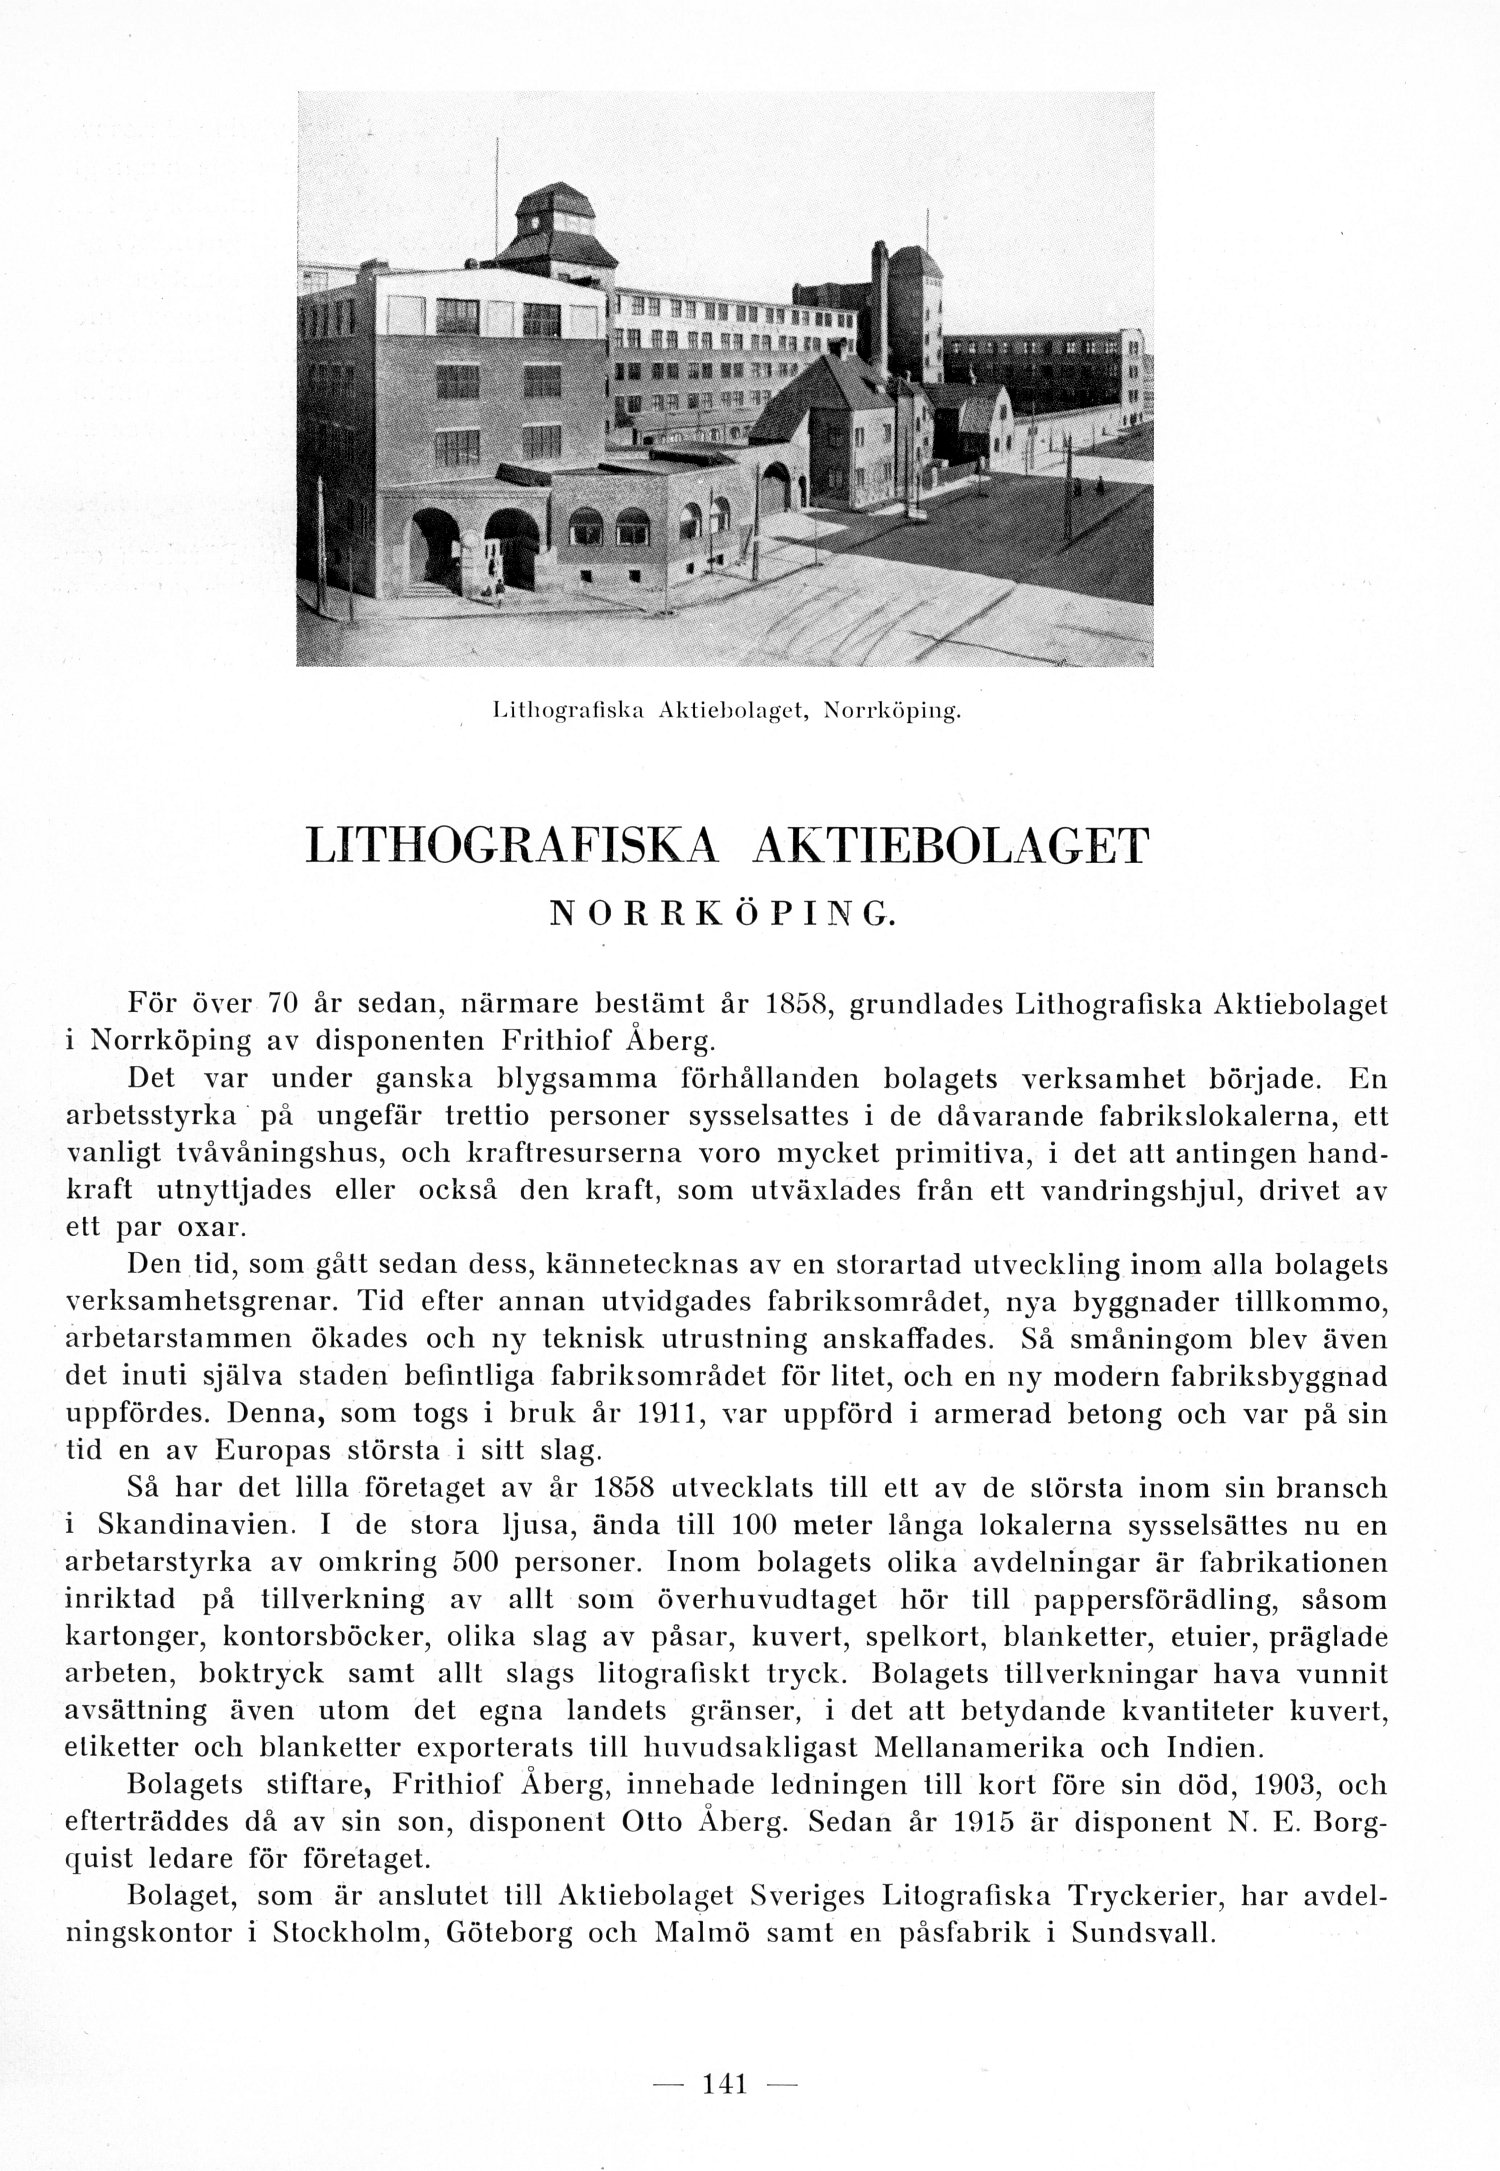 Lithografiska Aktiebolaget, Norrköping.
LITHOGRAFISKA AKTIEBOLAGET
NORRKÖPING.
För över 70 år sedan, närmare bestämt år 1858, grundlades Lithografiska Aktiebolaget
i Norrköping av disponenten Frithiof Åberg.
Det var under ganska blygsamma förhållanden bolagets verksamhet började. En
arbetsstyrka på ungefär trettio personer sysselsattes i de dåvarande fabrikslokalerna, ett
vanligt tvåvåningshus, och kraftresurserna voro mycket primitiva, i det att antingen hand-
kraft utnyttjades eller också den kraft, som utväxlades från ett vandringshjul, drivet av
ett par oxar.
Den tid, som gått sedan dess, kännetecknas av en storartad utveckling inom alla bolagets
verksamhetsgrenar. Tid efter annan utvidgades fabriksområdet, nya byggnader tillkommo,
arbetarstammen ökades och ny teknisk utrustning anskaffades. Så småningom blev även
det inuti själva staden befintliga fabriksområdet för litet, och en ny modern fabriksbyggnad
uppfördes. Denna, som togs i bruk år 1911, var uppförd i armerad betong och var på sin
tid en av Europas största i sitt slag.
Så har det lilla företaget av år 1858 utvecklats till ett av de största inom sin bransch
i Skandinavien. I de stora ljusa, ända till 100 meter långa lokalerna sysselsättes nu en
arbetarstyrka av omkring 500 personer. Inom bolagets olika avdelningar är fabrikationen
inriktad på tillverkning av allt som överhuvudtaget hör till pappersförädling, såsom
kartonger, kontorsböcker, olika slag av påsar, kuvert, spelkort, blanketter, etuier, präglade
arbeten, boktryck samt allt slags litografiskt tryck. Bolagets tillverkningar hava vunnit
avsättning även utom det egna landets gränser, i det att betydande kvantiteter kuvert,
etiketter och blanketter exporterats till huvudsakligast Mellanamerika och Indien.
Bolagets stiftare, Frithiof Åberg, innehade ledningen till kort före sin död, 1903, och
efterträddes då av sin son, disponent Otto Åberg. Sedan år 1915 är disponent N. E. Borg-
quist ledare för företaget.
Bolaget, som är anslutet till Aktiebolaget Sveriges Litografiska Tryckerier, har avdel-
ningskontor i Stockholm, Göteborg och Malmö samt en påsfabrik i Sundsvall.
— 141 —